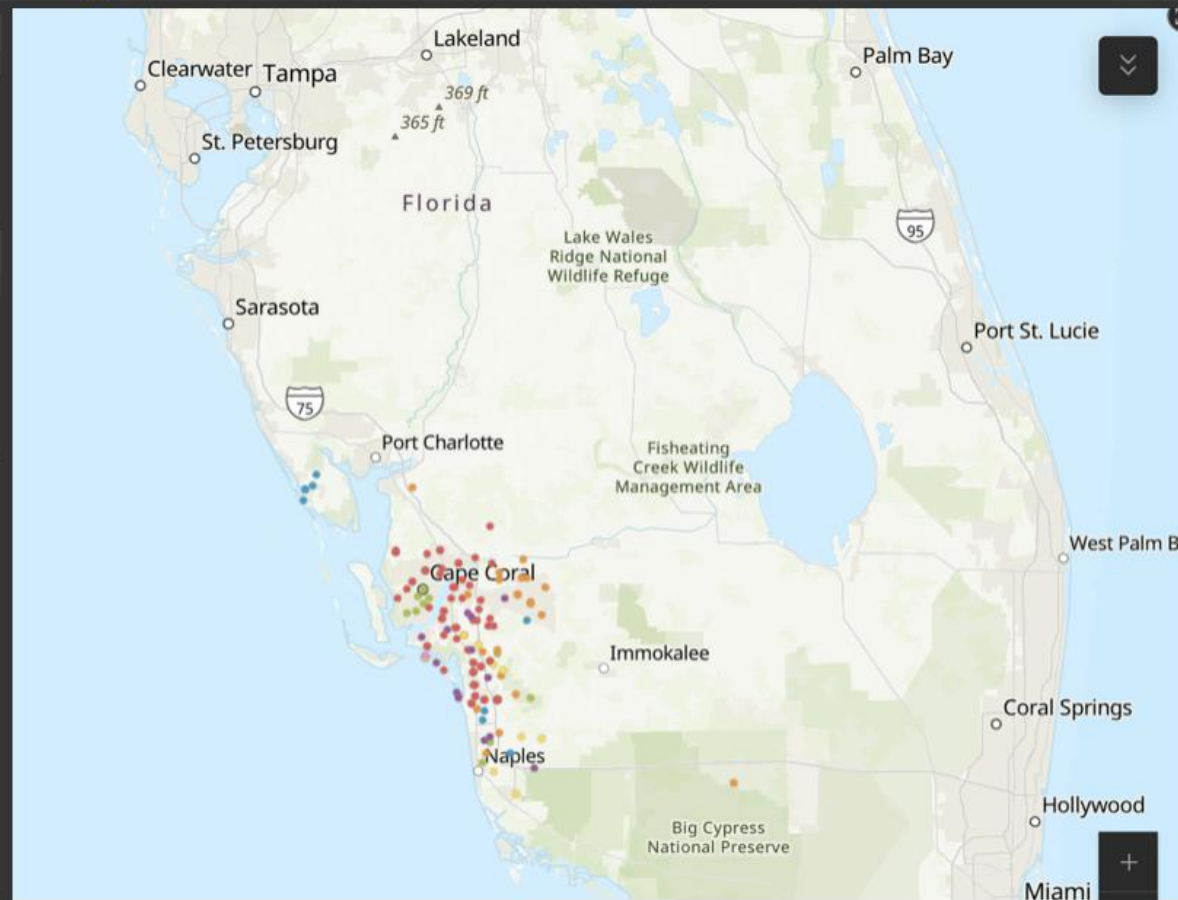 Lakeland
Palm Bay
Clearwater
Tampa
369 ft
365 ft
St. Petersburg
Florida
95
Lake Wales
Ridge National
Wildlife Refuge
Sarasota
Port St. Lucie
75
Port Charlotte
Fisheating
Creek Wildlife
Management Area
West Palm B
Cape Coral
Immokalee
Coral Springs
Naples
Hollywood
Big Cypress
National Preserve
+
Miami